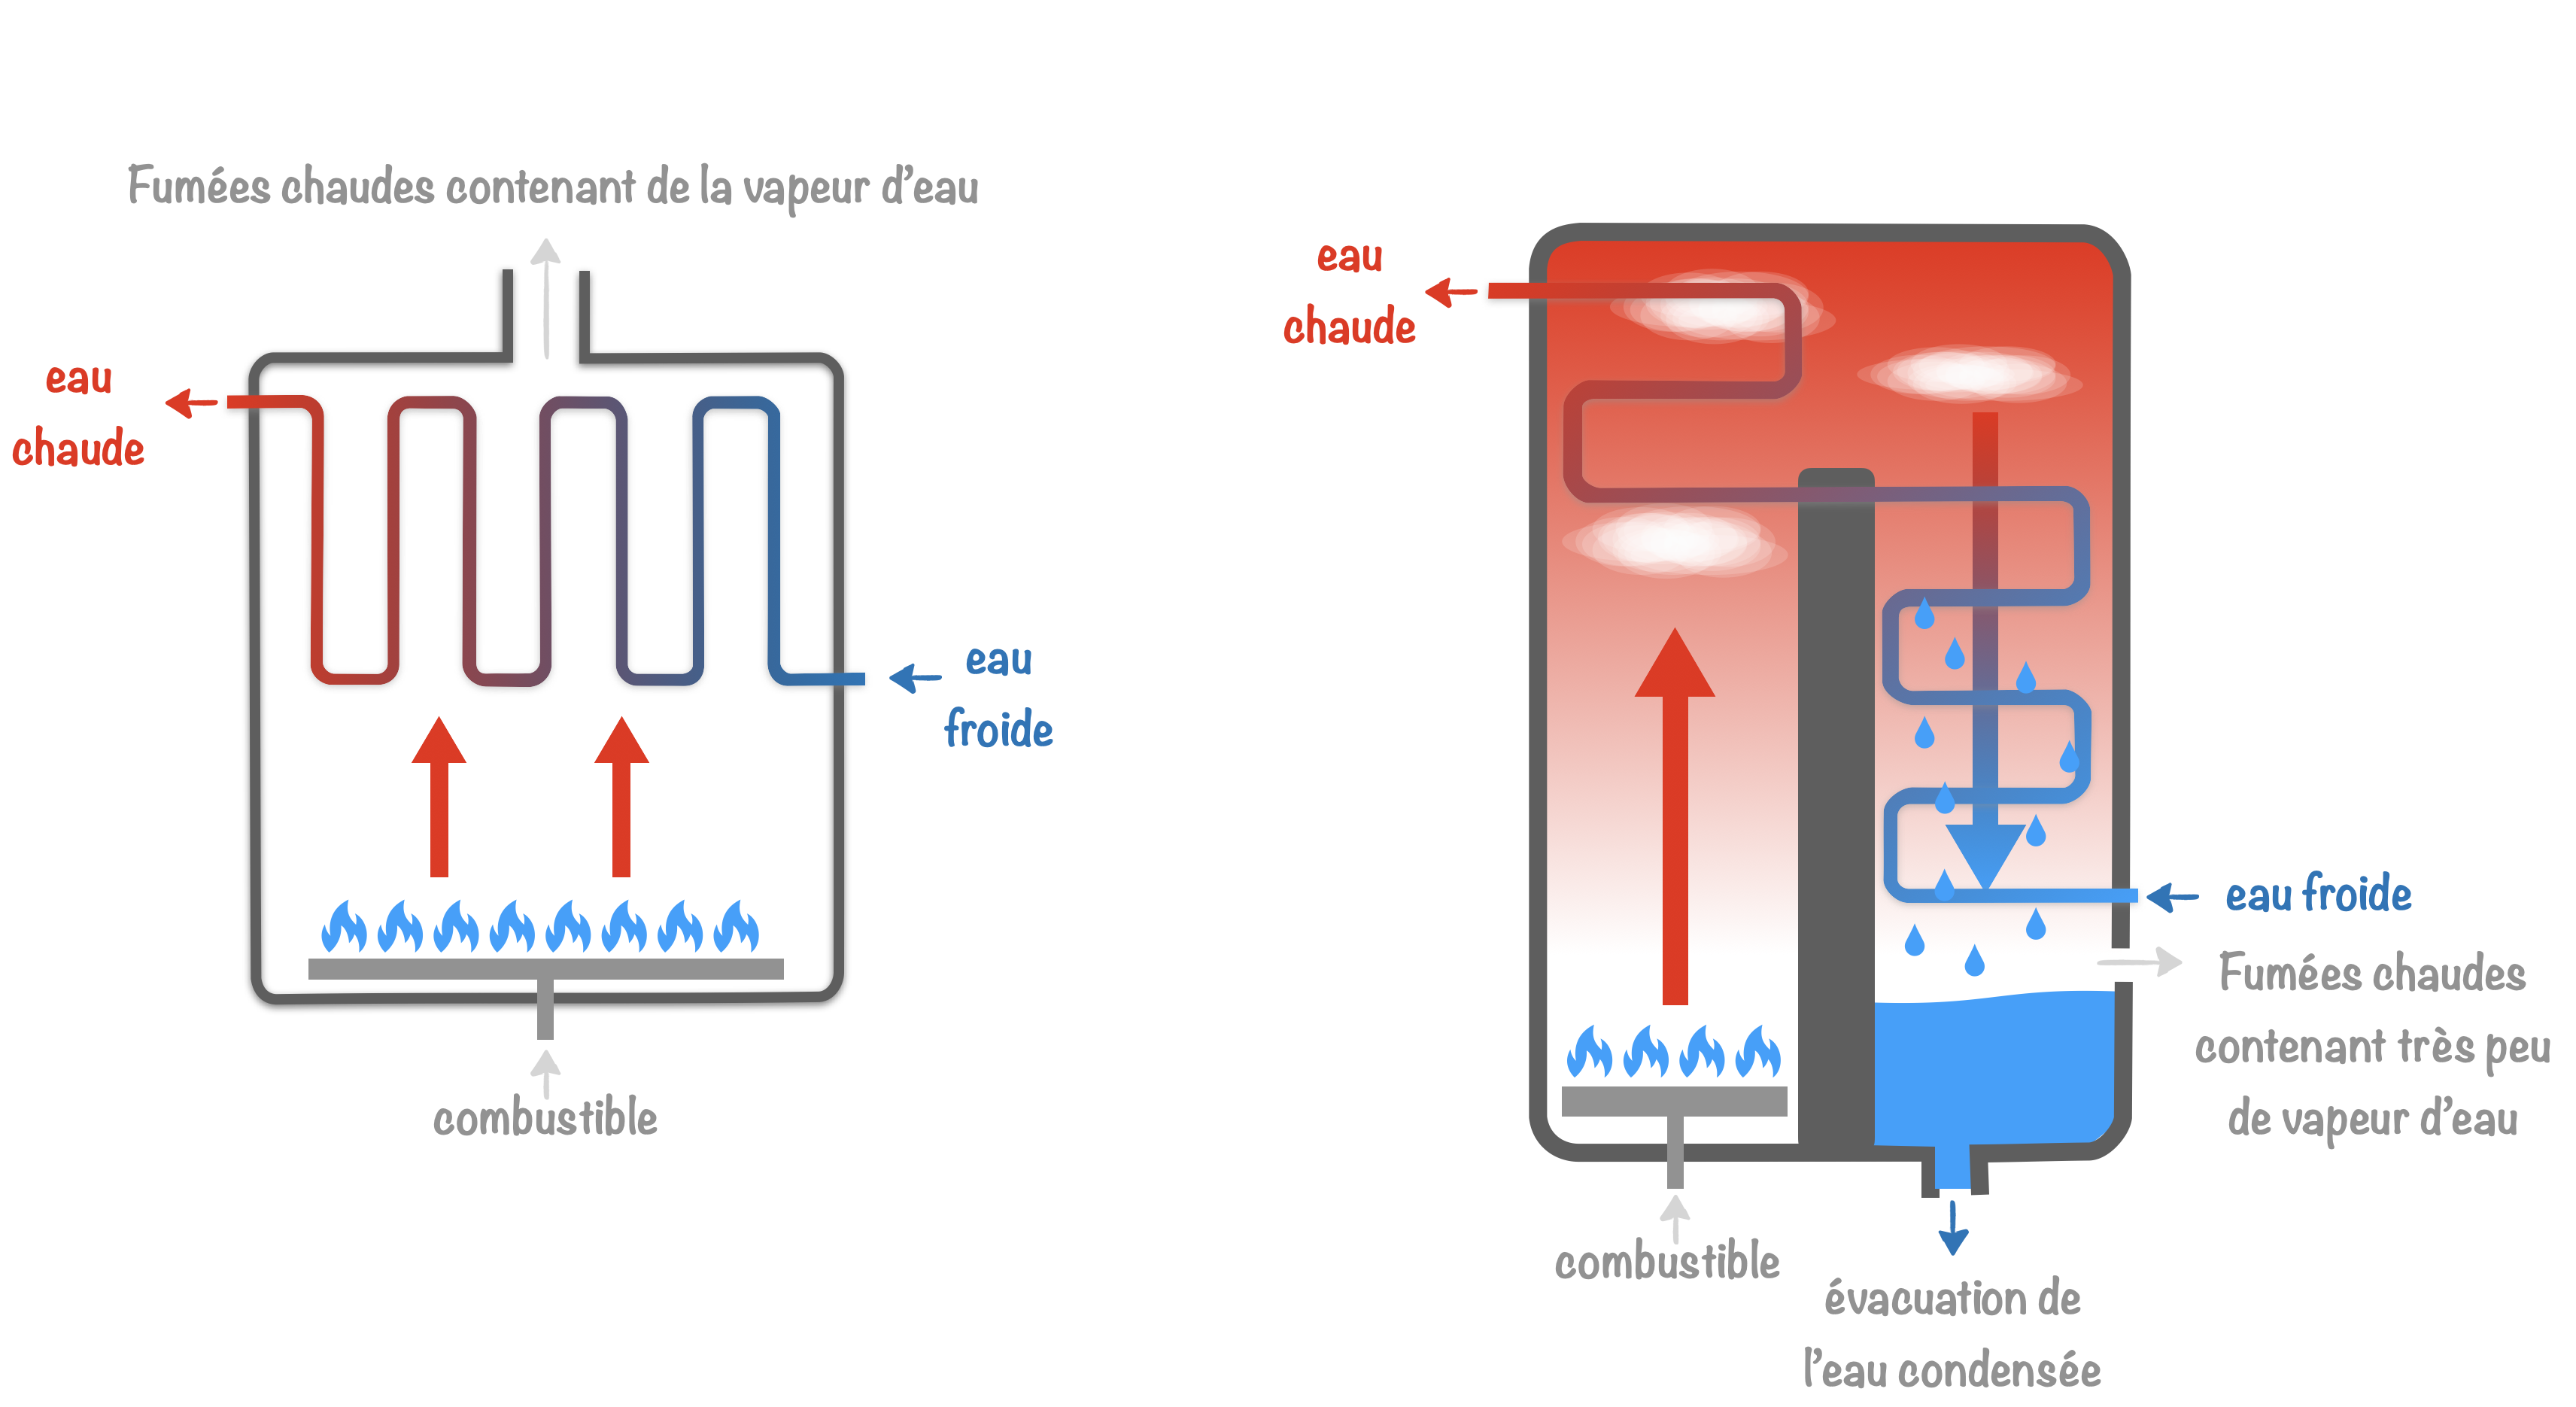 Fumées chaudes contenant de la vapeur d'eau
eau
chaude
eau
froide
combustible
eau
chaude
eau froide
Fumées chaudes
contenant très peu
de vapeur d'eau
combustible
évacuation de
l'eau condensée